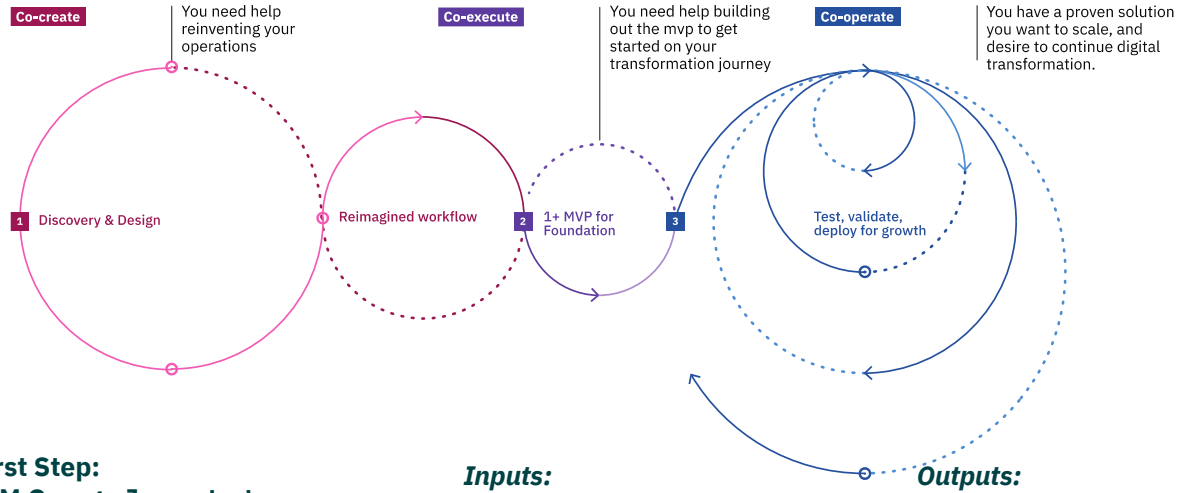 Co-create
You need help
reinventing your
operations
Co-execute
You need help building
out the mvp to get
started on your
transformation journey
Co-operate
You have a proven solution
you want to scale, and
desire to continue digital
transformation.
1
Discovery & Design
Reimagined workflow
2
1+ MVP for
Foundation
3
Test, validate,
deploy for growth
rst Step:
Inputs:
Outputs: